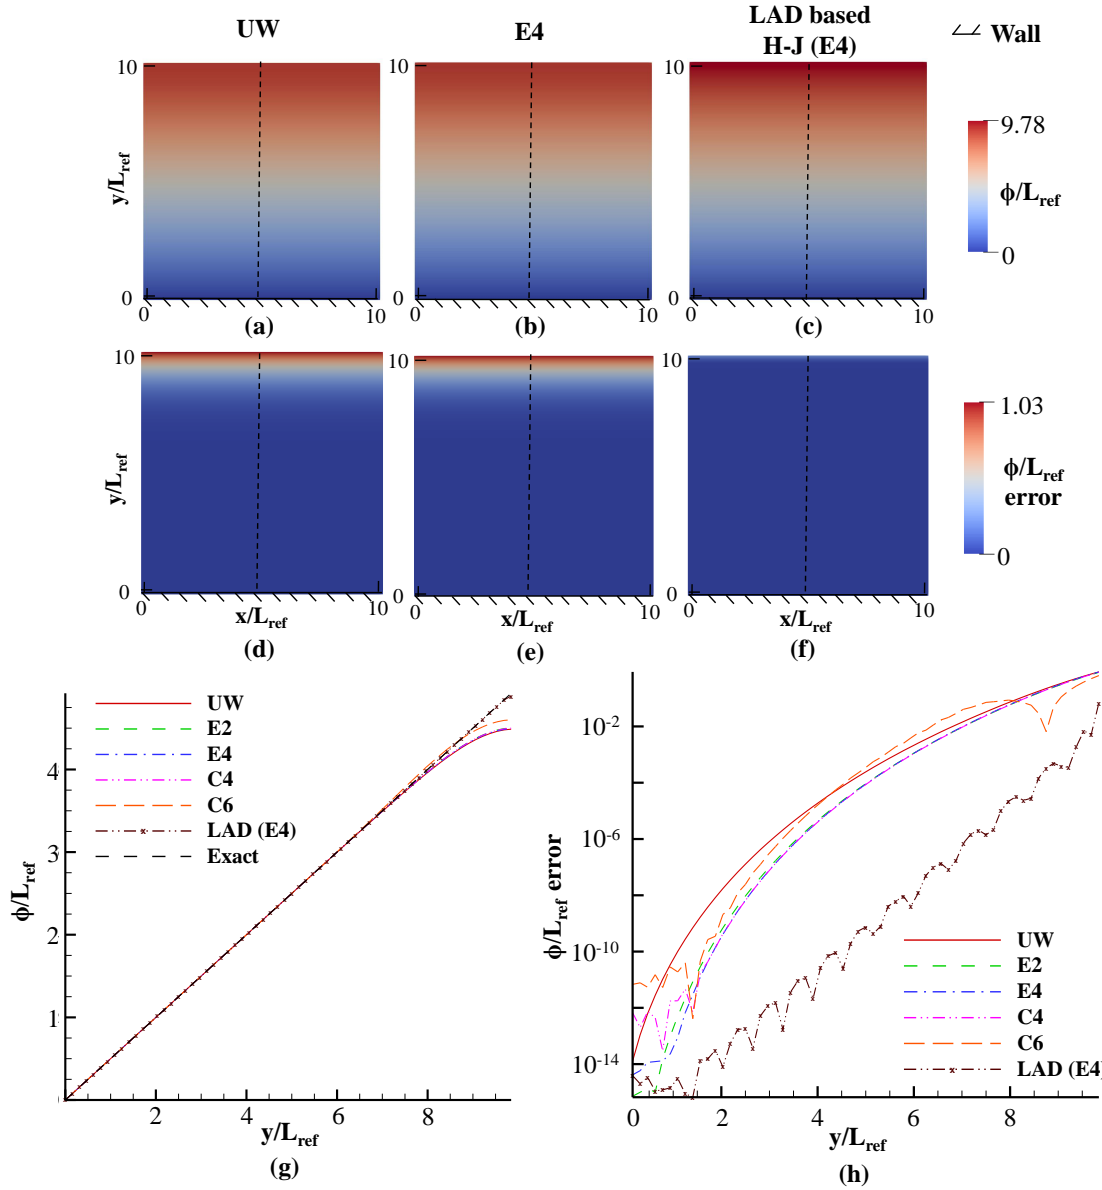 UW
E4
LAD based
H-J (E4)
Wall
10
0
y/Lref
0
10
(a)
10
0
0
10
(b)
10
0
0
10
(c)
9.78
ϕ/Lref
0
10
0
y/Lref
0
10
x/Lref
(d)
10
0
0
10
x/Lref
(e)
10
0
0
10
x/Lref
(f)
1.03
ϕ/Lref
error
0
UW
E2
E4
C4
C6
LAD (E4)
Exact
4
3
2
1
ϕ/Lref
2
4
6
8
y/Lref
(g)
10-2
10-6
10-10
10-14
ϕ/Lref error
UW
E2
E4
C4
C6
LAD (E4)
0
2
4
6
8
y/Lref
(h)